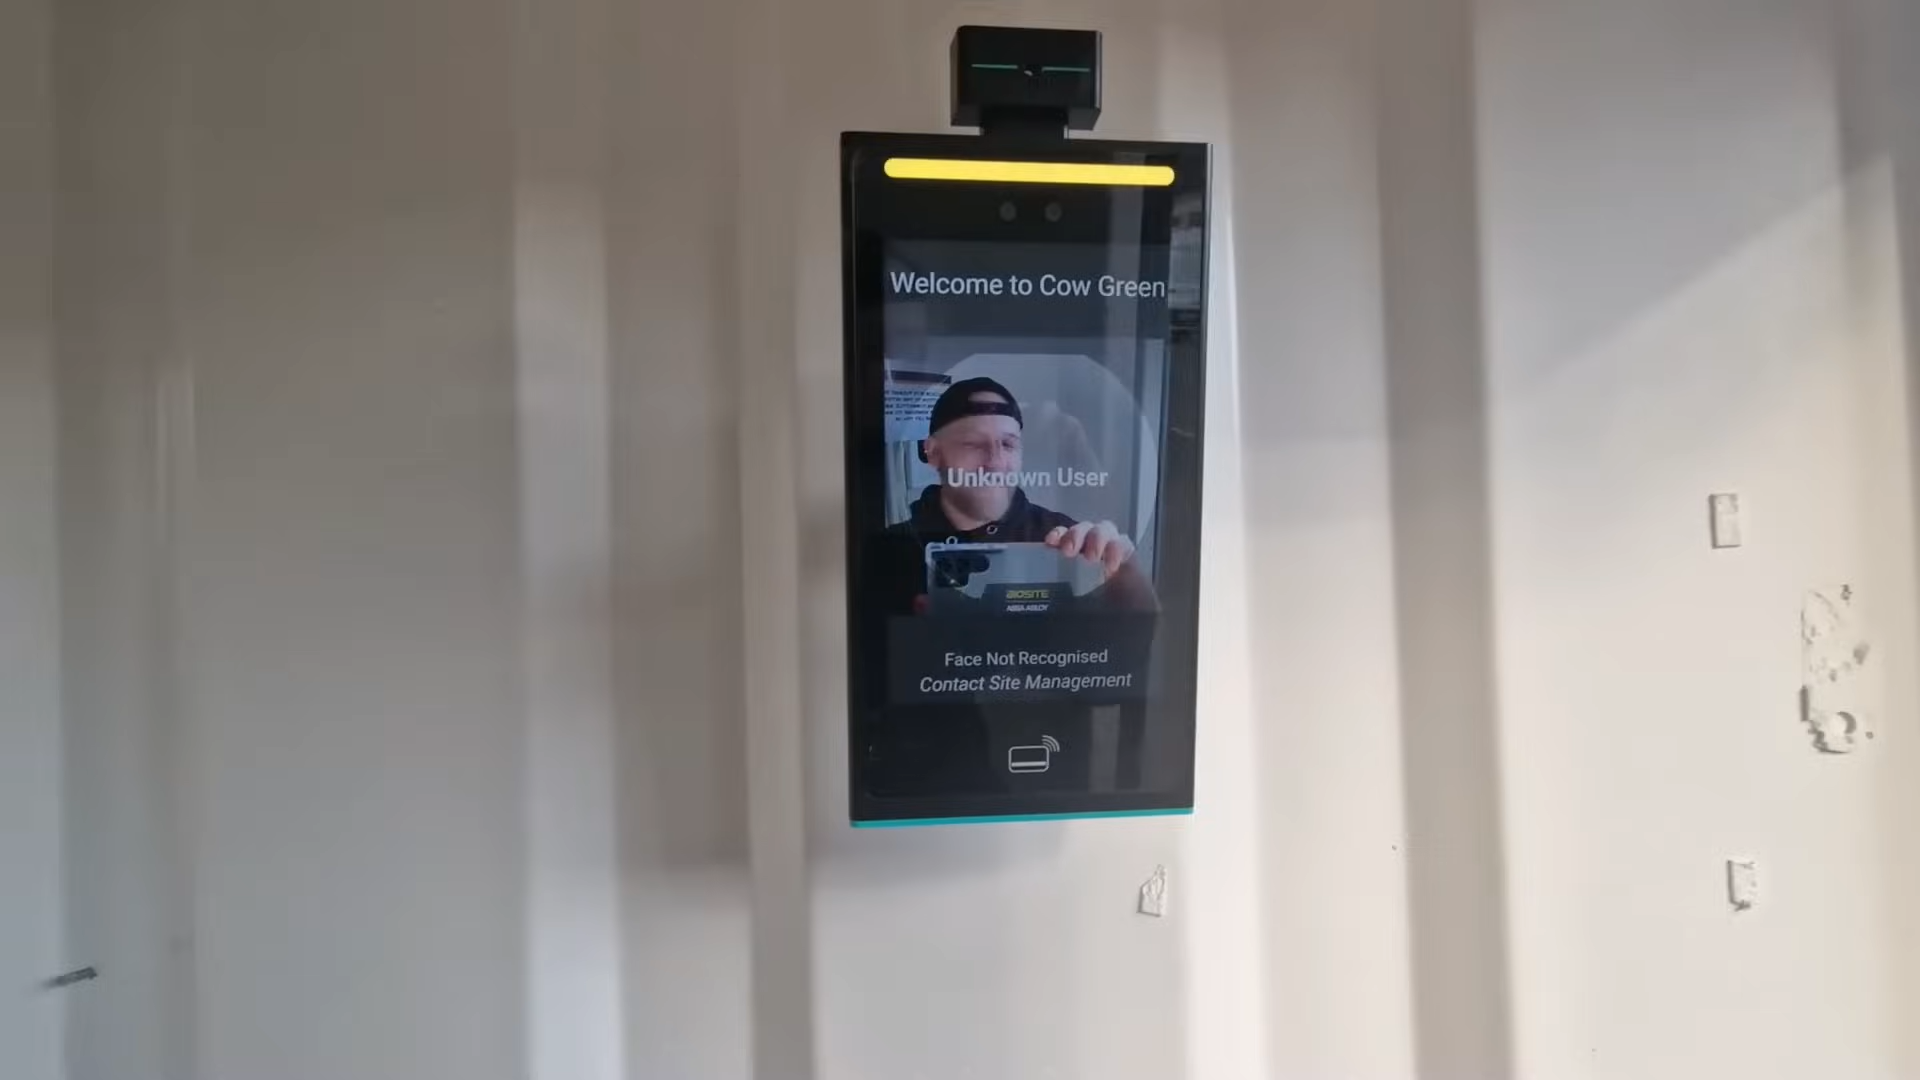 Welcome to Cow Green
Unknown User
BIOSITE
ASSA ABLOY
Face Not Recognised
Contact Site Management